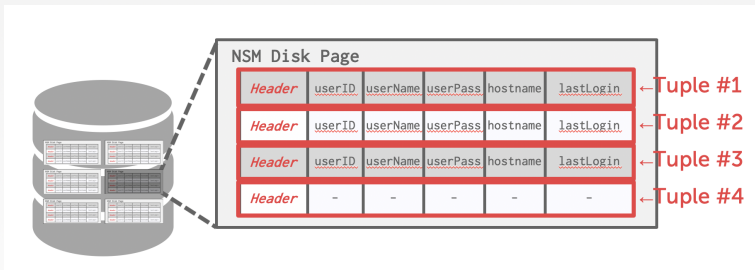 NSM Disk Page
Header userID userName userPass hostname lastLogin ←Tuple #1
Header userID userName userPass hostname lastLogin ←Tuple #2
Header userID userName userPass hostname lastLogin ←Tuple #3
Header - - - - - ←Tuple #4